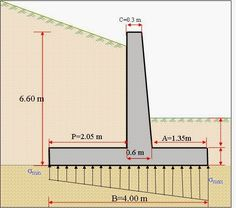 C=0.3 m
6.60 m
P=2.05 m
A=1.35m
0.6 m
σmin
σmax
B=4.00 m